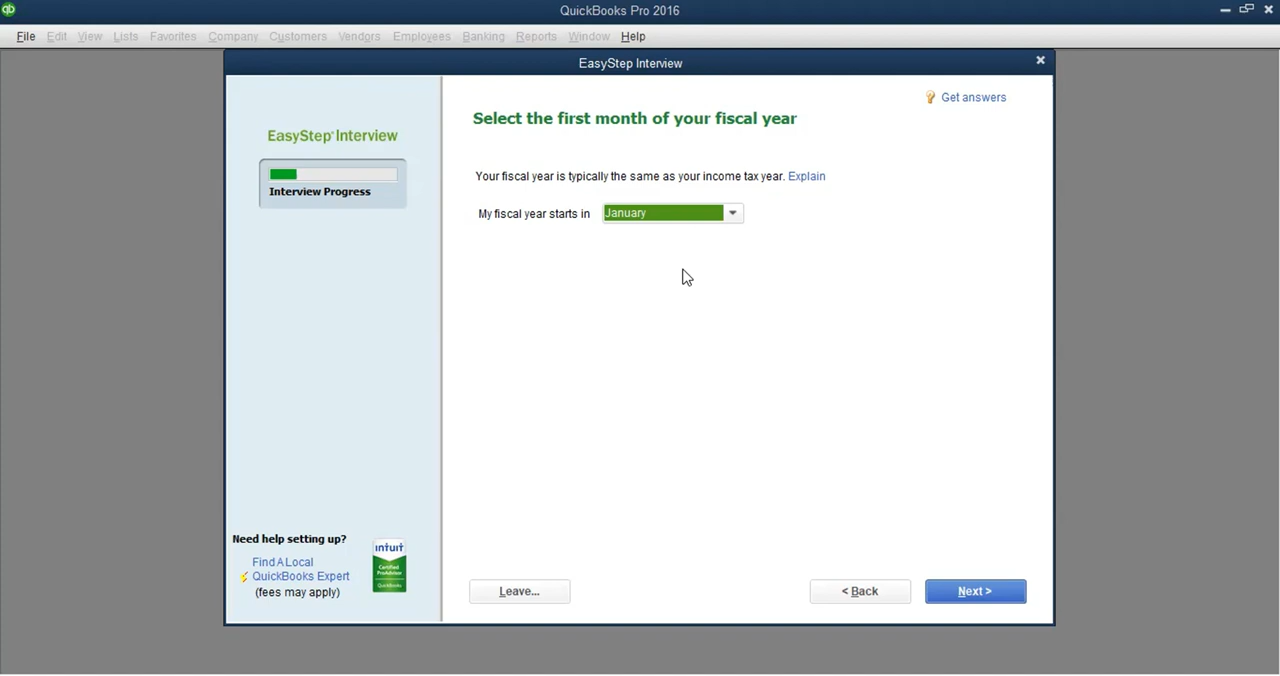 QuickBooks Pro 2016
File Edit View Lists Favorites Company Customers Vendors Employees Banking Reports Window Help
EasyStep Interview
Get answers
Select the first month of your fiscal year
EasyStep Interview
Interview Progress
Your fiscal year is typically the same as your income tax year. Explain
My fiscal year starts in January
Need help setting up?
Find A Local
QuickBooks Expert
(fees may apply)
intuit
Certified
ProAdvisor
QuickBooks
Leave...
< Back
Next >